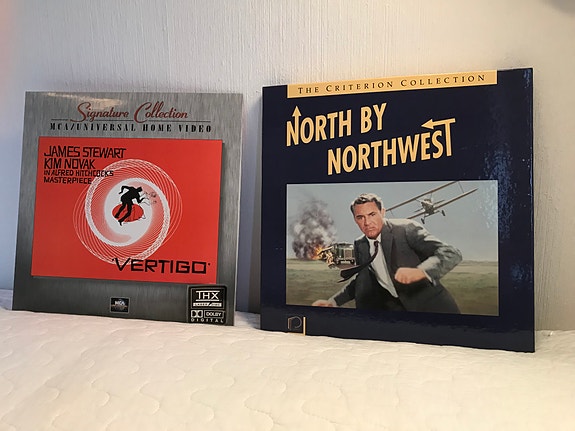 Signature Collection
MCA/UNIVERSAL HOME VIDEO
JAMES STEWART
KIM NOVAK
IN ALFRED HITCHCOCK'S
MASTERPIECE
'VERTIGO'
MCA
THX
DOLBY
DIGITAL
THE CRITERION COLLECTION
NORTH BY
NORTHWEST